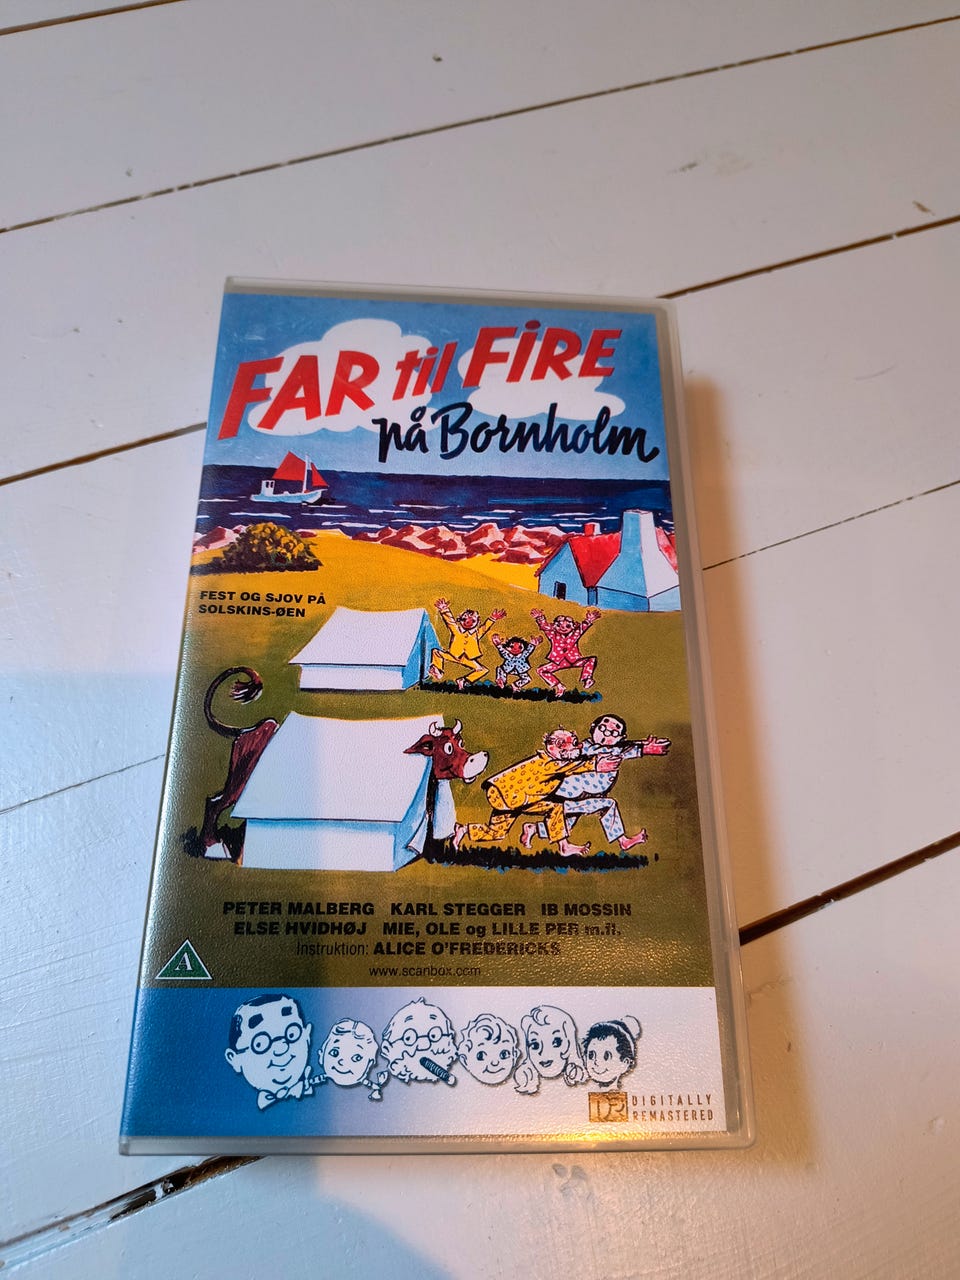 FAR til FiRE
på Bornholm
FEST OG SJOV PÅ
SOLSKINS-ØEN
PETER MALBERG KARL STEGGER IB MOSSIN
ELSE HVIDHØJ MIE, OLE og LILLE PER m.fl.
Instruktion: ALICE O'FREDERICKS
www.scanbox.com
A
DIGITALLY
REMASTERED